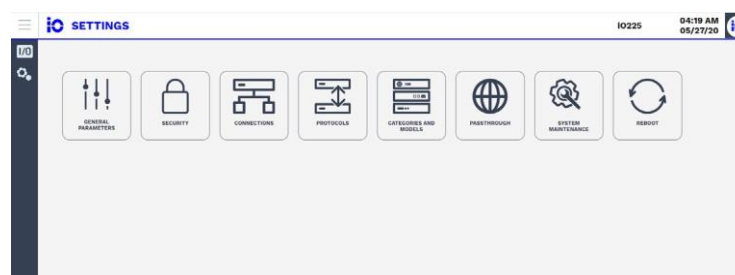 iO SETTINGS
iO225
04:19 AM
05/27/20
I/O
GENERAL
PARAMETERS
SECURITY
CONNECTIONS
PROTOCOLS
CATEGORIES AND
MODELS
PASSTHROUGH
SYSTEM
MAINTENANCE
REBOOT